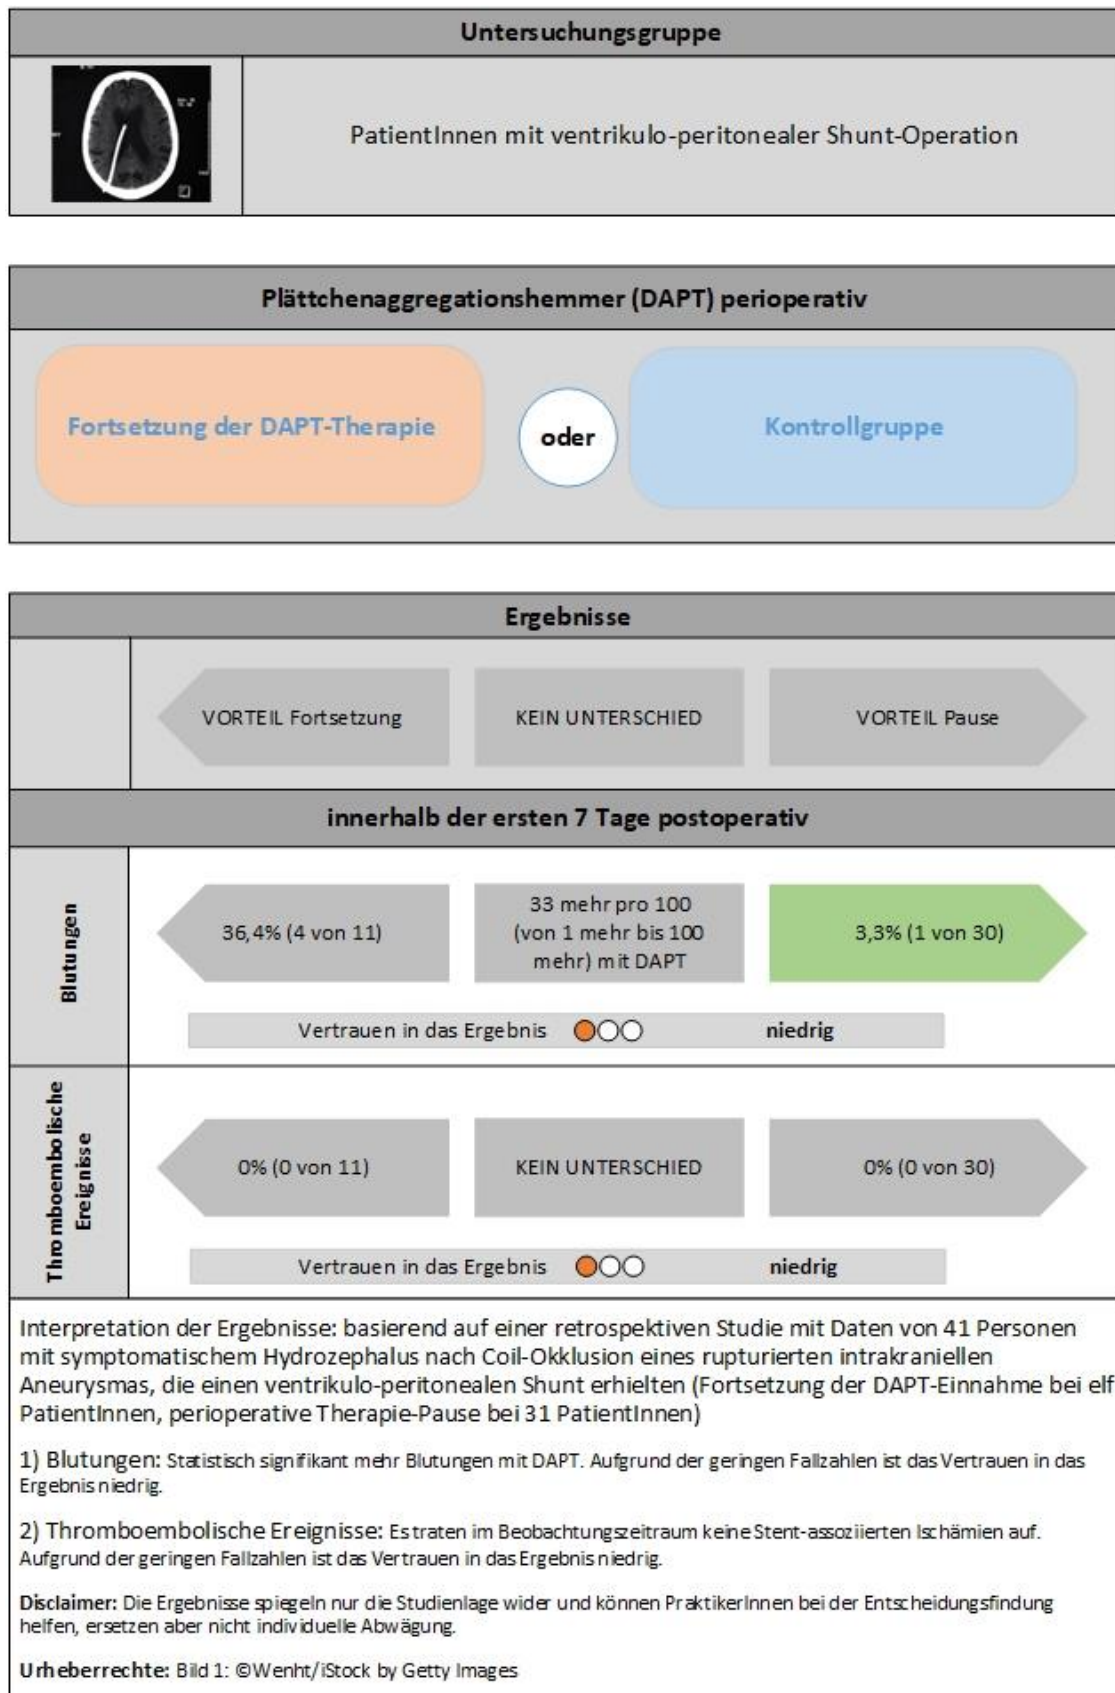 Untersuchungsgruppe
PatientInnen mit ventrikulo-peritonealer Shunt-Operation
Plättchenaggregationshemmer (DAPT) perioperativ
Fortsetzung der DAPT-Therapie
oder
Kontrollgruppe
Ergebnisse
VORTEIL Fortsetzung
KEIN UNTERSCHIED
VORTEIL Pause
innerhalb der ersten 7 Tage postoperativ
Blutungen
36,4% (4 von 11)
33 mehr pro 100
(von 1 mehr bis 100
mehr) mit DAPT
3,3% (1 von 30)
Vertrauen in das Ergebnis
niedrig
Thromboembolische
Ereignisse
0% (0 von 11)
KEIN UNTERSCHIED
0% (0 von 30)
Vertrauen in das Ergebnis
niedrig
Interpretation der Ergebnisse: basierend auf einer retrospektiven Studie mit Daten von 41 Personen
mit symptomatischem Hydrozephalus nach Coil-Okklusion eines rupturierten intrakraniellen
Aneurysmas, die einen ventrikulo-peritonealen Shunt erhielten (Fortsetzung der DAPT-Einnahme bei elf
PatientInnen, perioperative Therapie-Pause bei 31 PatientInnen)
1) Blutungen: Statistisch signifikant mehr Blutungen mit DAPT. Aufgrund der geringen Fallzahlen ist das Vertrauen in das
Ergebnis niedrig.
2) Thromboembolische Ereignisse: Es traten im Beobachtungszeitraum keine Stent-assoziierten Ischämien auf.
Aufgrund der geringen Fallzahlen ist das Vertrauen in das Ergebnis niedrig.
Disclaimer: Die Ergebnisse spiegeln nur die Studienlage wider und können PraktikerInnen bei der Entscheidungsfindung
helfen, ersetzen aber nicht individuelle Abwägung.
Urheberrechte: Bild 1: ©Wenht/iStock by Getty Images